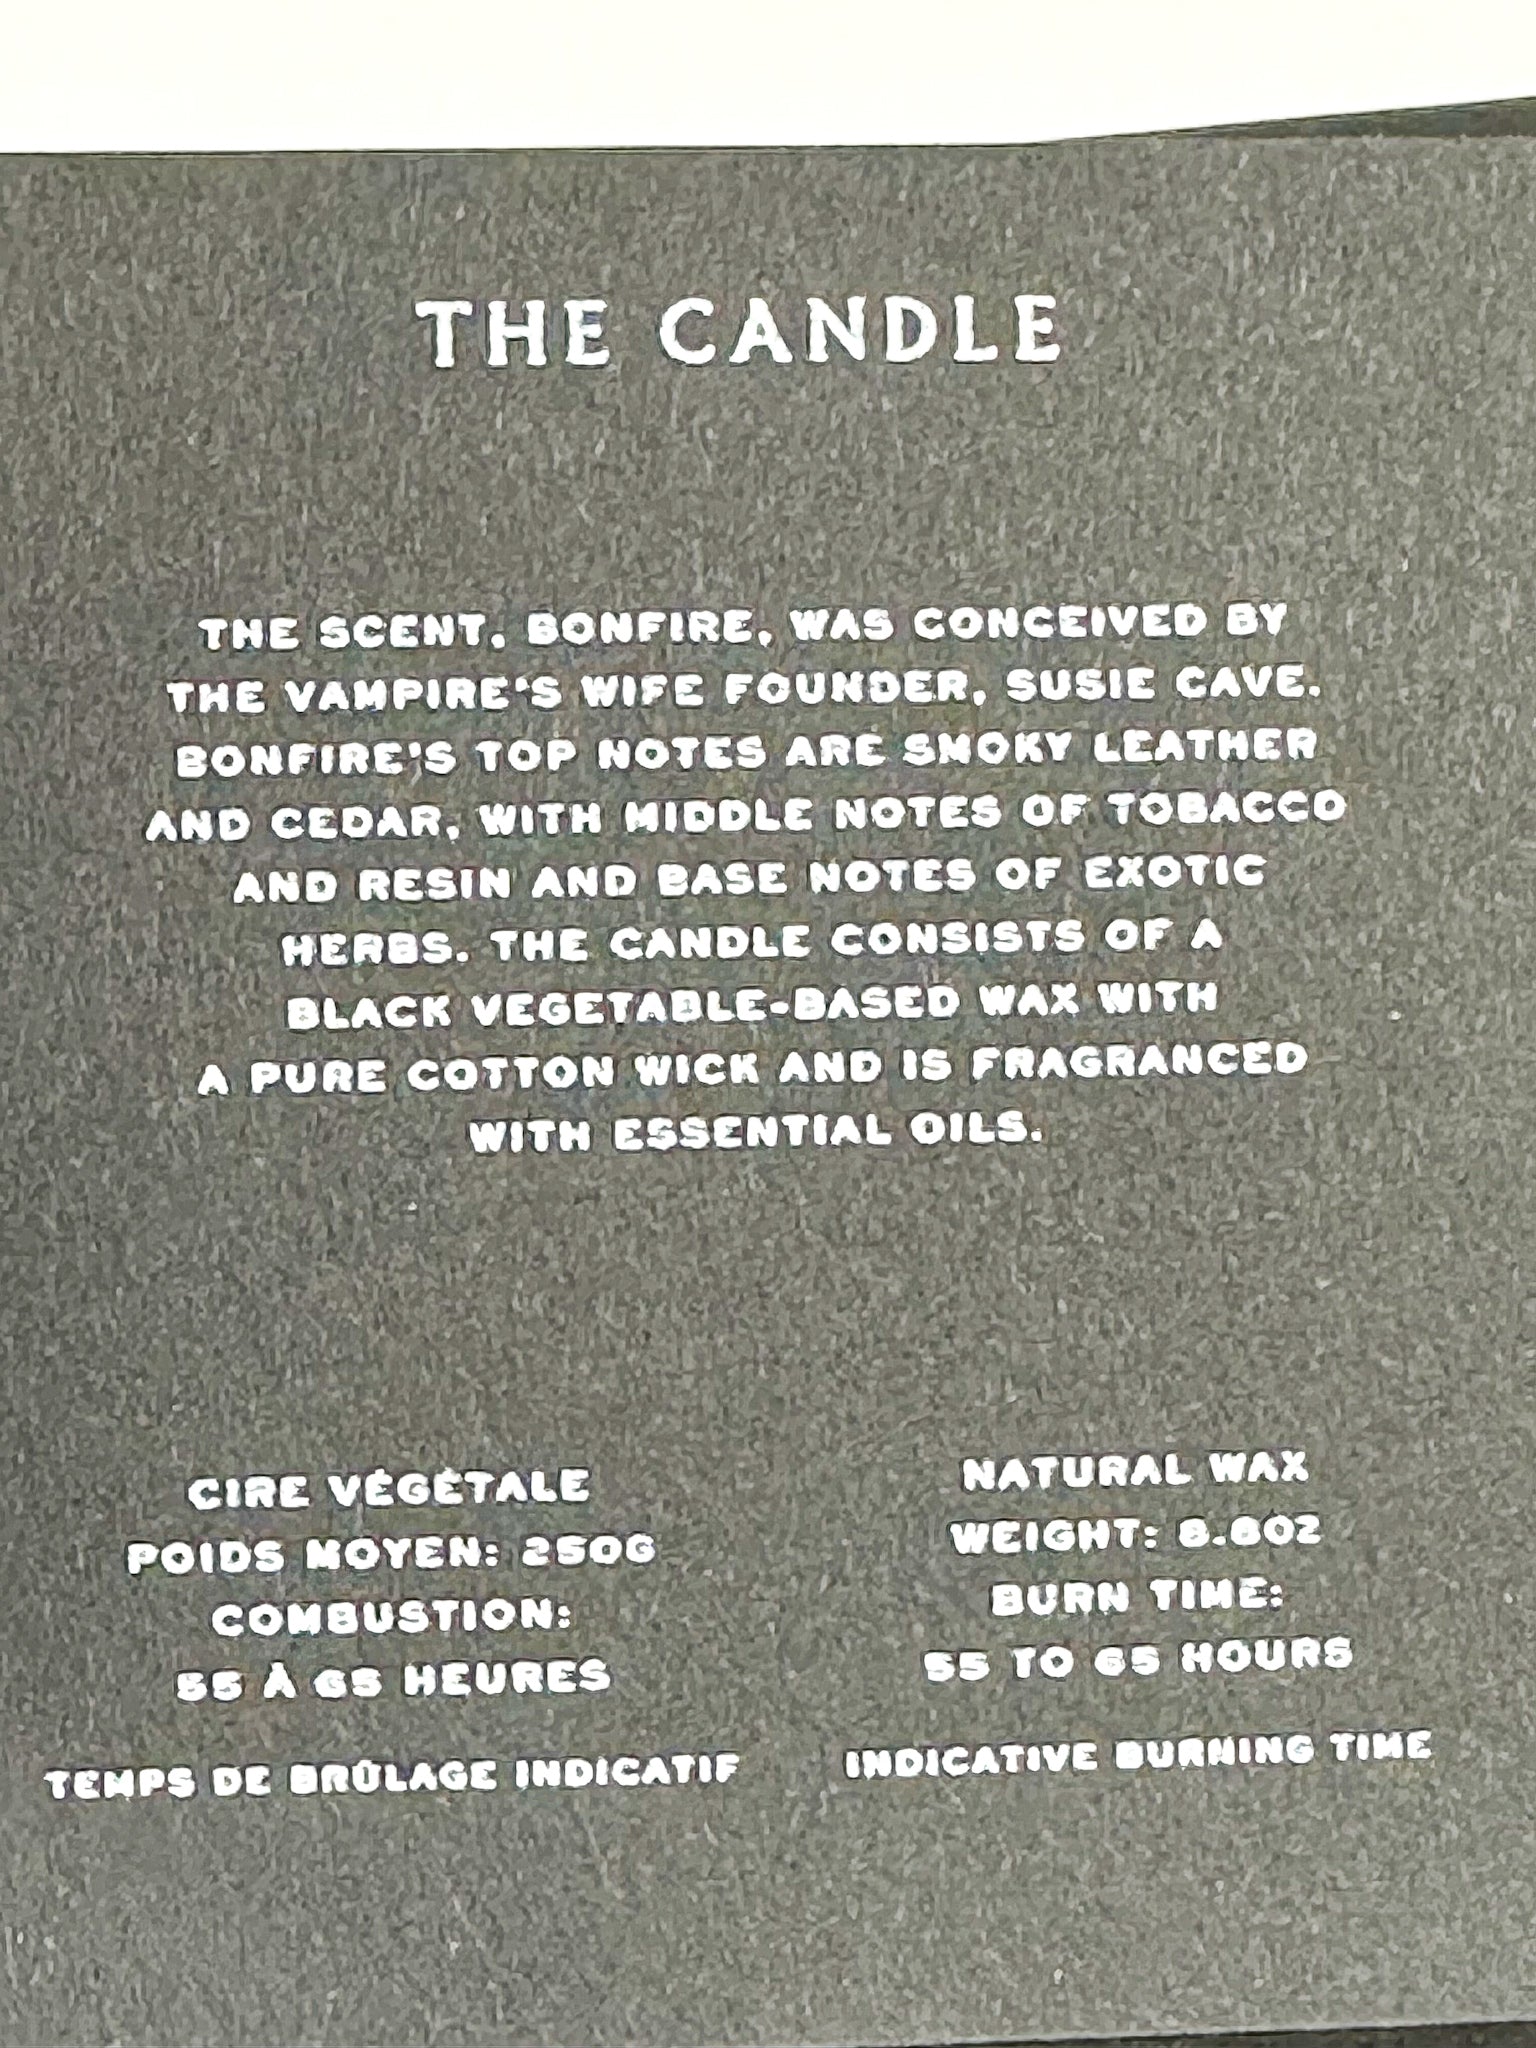 THE CANDLE
THE SCENT, BONFIRE, WAS CONCEIVED BY
THE VAMPIRE'S WIFE FOUNDER, SUSIE CAVE.
BONFIRE'S TOP NOTES ARE SMOKY LEATHER
AND CEDAR, WITH MIDDLE NOTES OF TOBACCO
AND RESIN AND BASE NOTES OF EXOTIC
HERBS. THE CANDLE CONSISTS OF A
BLACK VEGETABLE-BASED WAX WITH
A PURE COTTON WICK AND IS FRAGRANCED
WITH ESSENTIAL OILS.
CIRE VÉGÉTALE
POIDS MOYEN: 250G
COMBUSTION:
55 À 65 HEURES
TEMPS DE BRÛLAGE INDICATIF
NATURAL WAX
WEIGHT: 8.8OZ
BURN TIME:
55 TO 65 HOURS
INDICATIVE BURNING TIME